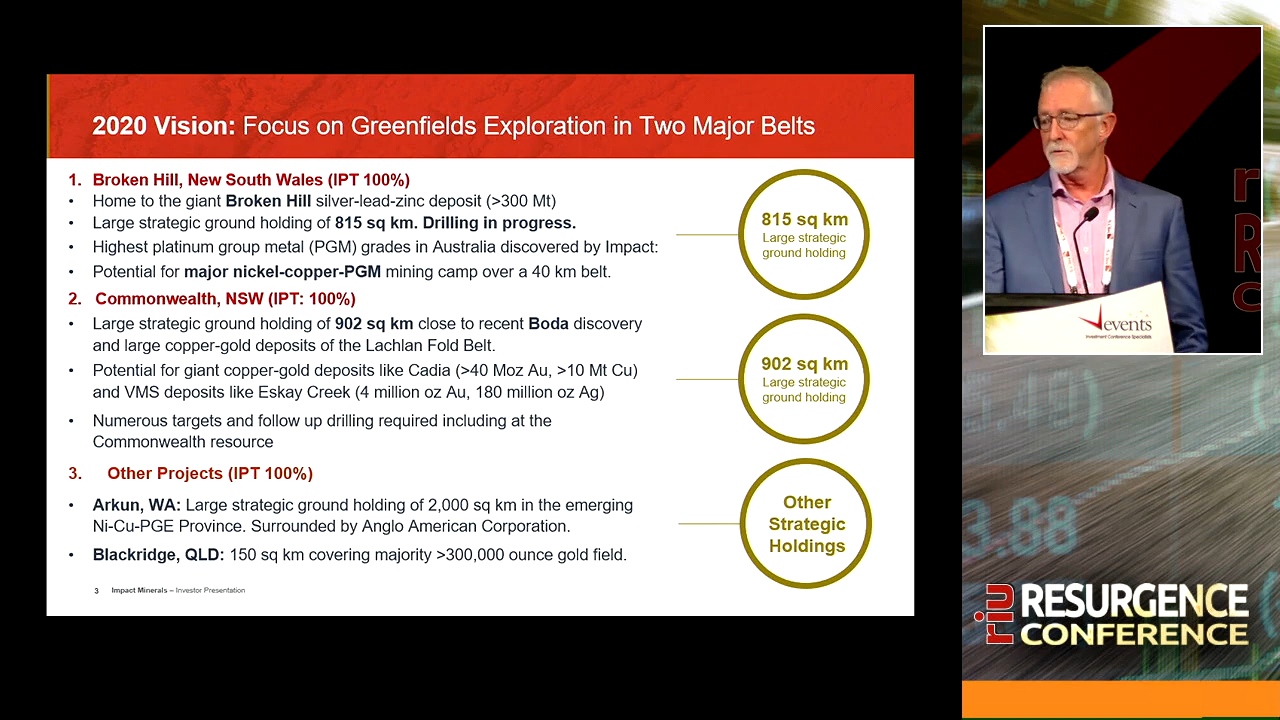 2020 Vision: Focus on Greenfields Exploration in Two Major Belts
1. Broken Hill, New South Wales (IPT 100%)
• Home to the giant Broken Hill silver-lead-zinc deposit (>300 Mt)
• Large strategic ground holding of 815 sq km. Drilling in progress.
• Highest platinum group metal (PGM) grades in Australia discovered by Impact:
• Potential for major nickel-copper-PGM mining camp over a 40 km belt.
2. Commonwealth, NSW (IPT: 100%)
• Large strategic ground holding of 902 sq km close to recent Boda discovery
and large copper-gold deposits of the Lachlan Fold Belt.
• Potential for giant copper-gold deposits like Cadia (>40 Moz Au, >10 Mt Cu)
and VMS deposits like Eskay Creek (4 million oz Au, 180 million oz Ag)
• Numerous targets and follow up drilling required including at the
Commonwealth resource
3. Other Projects (IPT 100%)
• Arkun, WA: Large strategic ground holding of 2,000 sq km in the emerging
Ni-Cu-PGE Province. Surrounded by Anglo American Corporation.
• Blackridge, QLD: 150 sq km covering majority >300,000 ounce gold field.
3 Impact Minerals – Investor Presentation
815 sq km
Large strategic
ground holding
902 sq km
Large strategic
ground holding
Other
Strategic
Holdings
r
R
c
Vevents
Investment Conference Specialists
5.40)
3.88
riu RESURGENCE
CONFERENCE